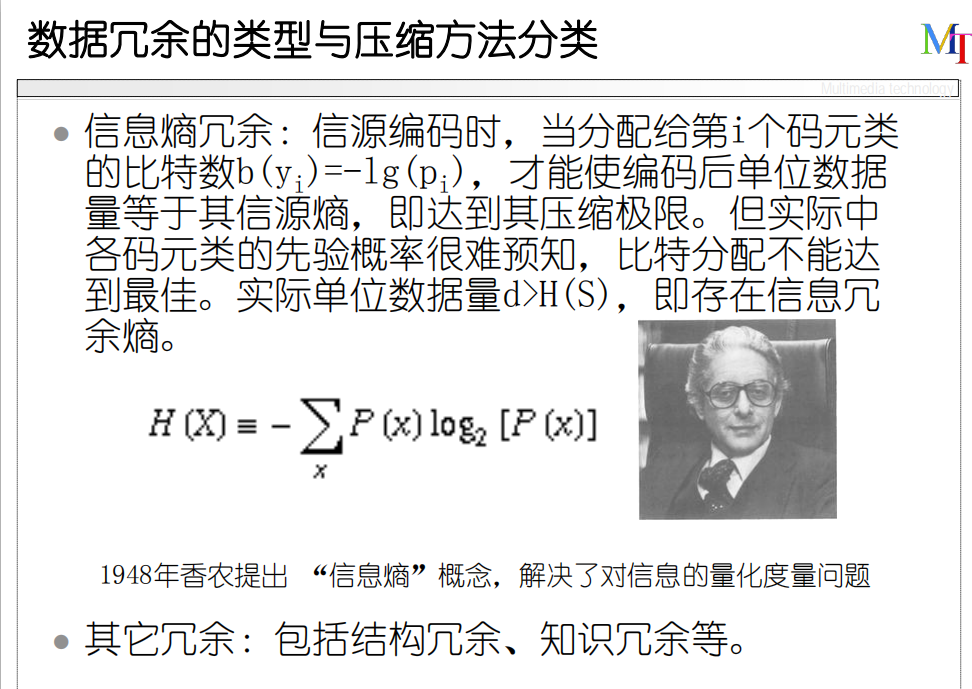 数据冗余的类型与压缩方法分类
MT
Multimedia technology
信息熵冗余：信源编码时，当分配给第i个码元类
的比特数b(yi)=-lg(pi)，才能使编码后单位数据
量等于其信源熵，即达到其压缩极限。但实际中
各码元类的先验概率很难预知，比特分配不能达
到最佳。实际单位数据量d>H(S)，即存在信息冗
余熵。
H(X) ≡ - ∑x P(x) log2 [P(x)]
1948年香农提出 “信息熵”概念，解决了对信息的量化度量问题
其它冗余：包括结构冗余、知识冗余等。